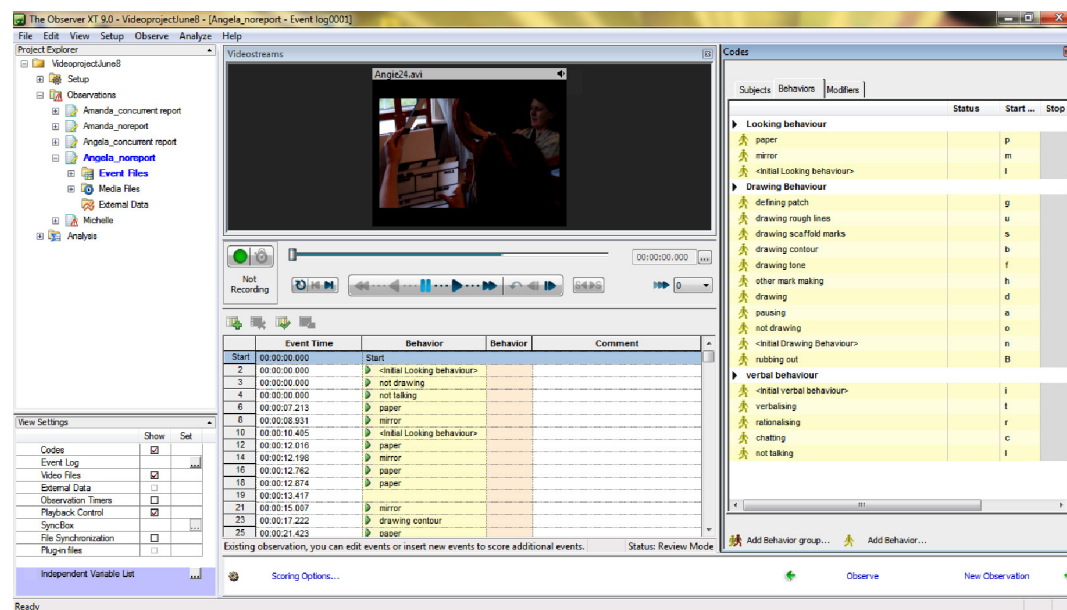 The Observer XT 9.0 - VideoprojectJune8 - [Angela_noreport - Event log0001]
File Edit View Setup Observe Analyze Help
Project Explorer
VideoprojectJune8
Setup
Observations
Amanda_concurrent report
Amanda_noreport
Angela_concurrent report
Angela_noreport
Event Files
Media Files
External Data
Michelle
Analysis
View Settings
Show Set
Codes
Event Log
Video Files
External Data
Observation Timers
Playback Control
SyncBox
File Synchronization
Plug-in files
Independent Variable List
Ready
Videostreams
Angie24.avi
00:00:00.000 ...
Not
Recording
S S
0
Event Time Behavior Behavior Comment
Start 00:00:00.000 Start
2 00:00:00.000 <Initial Looking behaviour>
3 00:00:00.000 not drawing
4 00:00:00.000 not talking
6 00:00:07.213 paper
8 00:00:08.931 mirror
10 00:00:10.405 <Initial Looking behaviour>
12 00:00:12.016 paper
14 00:00:12.198 mirror
16 00:00:12.762 paper
18 00:00:12.874 paper
19 00:00:13.417
21 00:00:15.007 mirror
23 00:00:17.222 drawing contour
25 00:00:21.423 paper
Existing observation, you can edit events or insert new events to score additional events. Status: Review Mode
Scoring Options...
Codes
Subjects Behaviors Modifiers
Status Start ... Stop
Looking behaviour
paper p
mirror m
<Initial Looking behaviour> l
Drawing Behaviour
defining patch g
drawing rough lines u
drawing scaffold marks s
drawing contour b
drawing tone f
other mark making h
drawing d
pausing a
not drawing o
<Initial Drawing Behaviour> n
rubbing out B
verbal behaviour
<Initial verbal behaviour> i
verbalising t
rationalising r
chatting c
not talking l
Add Behavior group... Add Behavior...
Observe New Observation